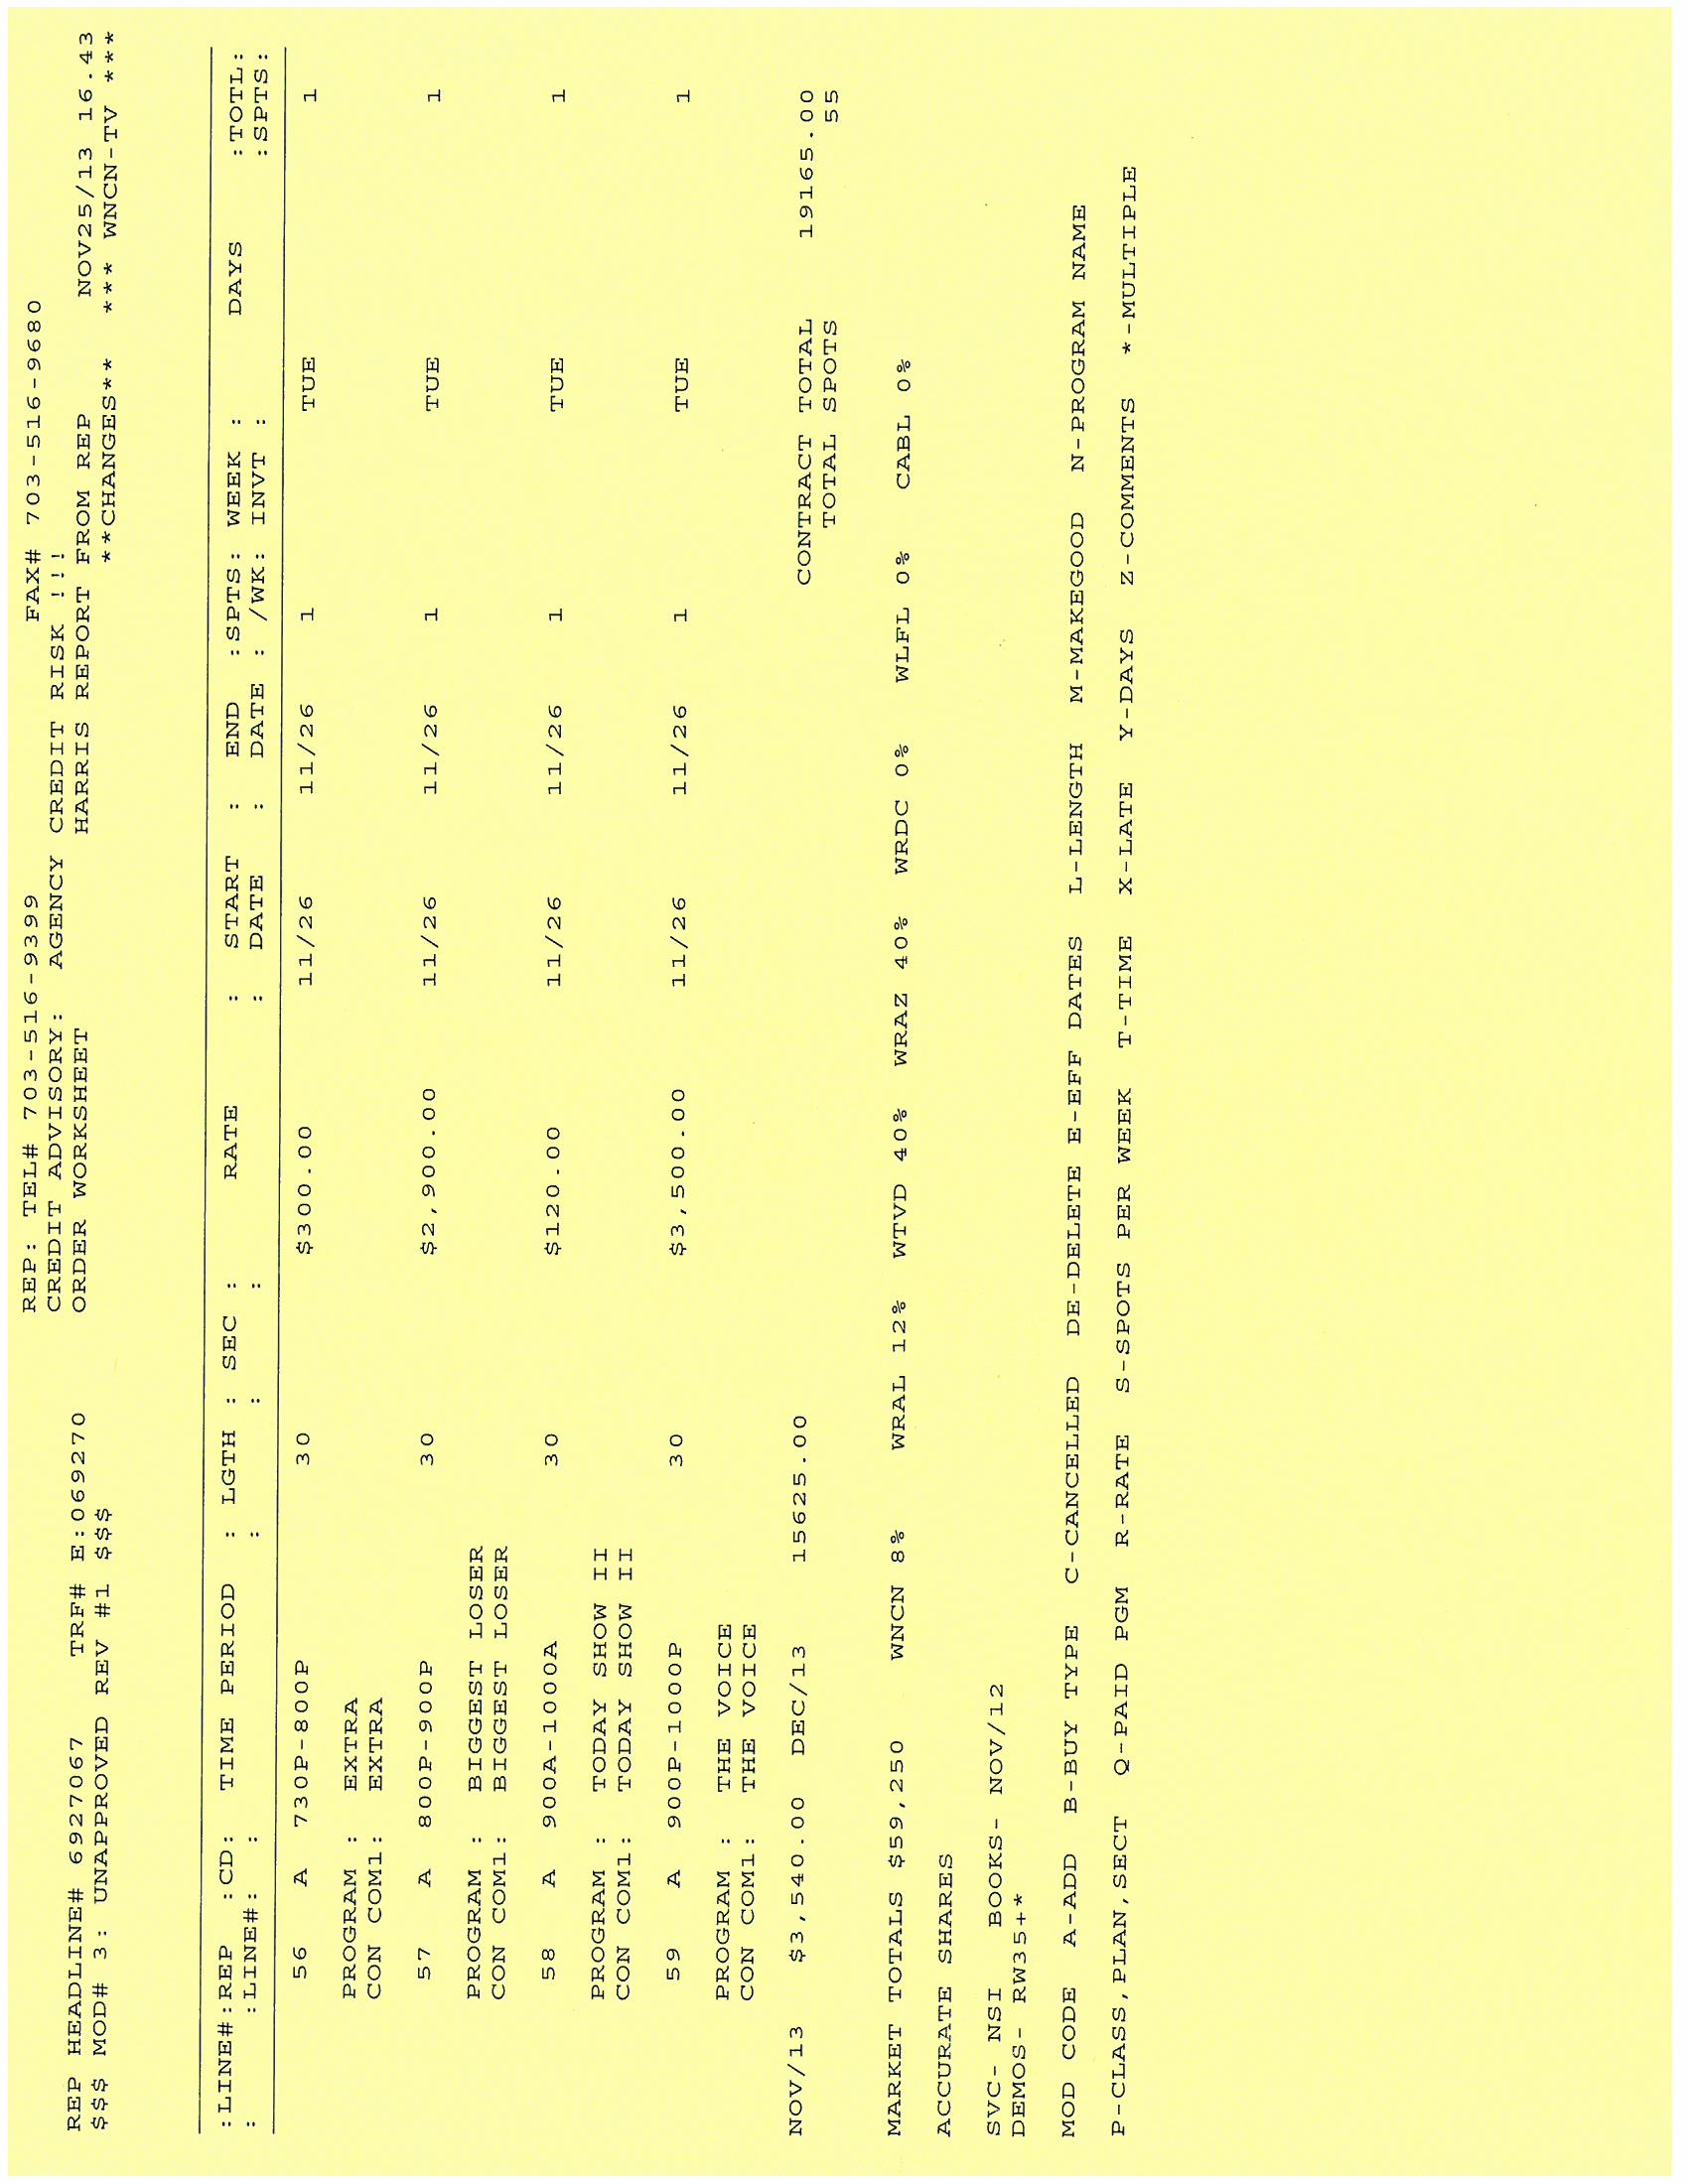 REP: TEL# 703-516-9399 FAX# 703-516-9680
CREDIT ADVISORY: AGENCY CREDIT RISK !!!
REP HEADLINE# 6927067 TRF# E:069270 ORDER WORKSHEET HARRIS REPORT FROM REP NOV25/13 16.43
$$$ MOD# 3: UNAPPROVED REV #1 $$$ **CHANGES** *** WNCN-TV ***
:LINE#:REP :CD: TIME PERIOD : LGTH : SEC : RATE : START : END :SPTS: WEEK : DAYS :TOTL:
: :LINE#: : : : : : DATE : DATE : /WK: INVT : :SPTS:
56 A 730P-800P 30 $300.00 11/26 11/26 1 TUE 1
PROGRAM : EXTRA
CON COM1: EXTRA
57 A 800P-900P 30 $2,900.00 11/26 11/26 1 TUE 1
PROGRAM : BIGGEST LOSER
CON COM1: BIGGEST LOSER
58 A 900A-1000A 30 $120.00 11/26 11/26 1 TUE 1
PROGRAM : TODAY SHOW II
CON COM1: TODAY SHOW II
59 A 900P-1000P 30 $3,500.00 11/26 11/26 1 TUE 1
PROGRAM : THE VOICE
CON COM1: THE VOICE
NOV/13 $3,540.00 DEC/13 15625.00 CONTRACT TOTAL 19165.00
TOTAL SPOTS 55
MARKET TOTALS $59,250 WNCN 8% WRAL 12% WTVD 40% WRAZ 40% WRDC 0% WLFL 0% CABL 0%
ACCURATE SHARES
SVC- NSI BOOKS- NOV/12
DEMOS- RW35+*
MOD CODE A-ADD B-BUY TYPE C-CANCELLED DE-DELETE E-EFF DATES L-LENGTH M-MAKEGOOD N-PROGRAM NAME
P-CLASS,PLAN,SECT Q-PAID PGM R-RATE S-SPOTS PER WEEK T-TIME X-LATE Y-DAYS Z-COMMENTS *-MULTIPLE